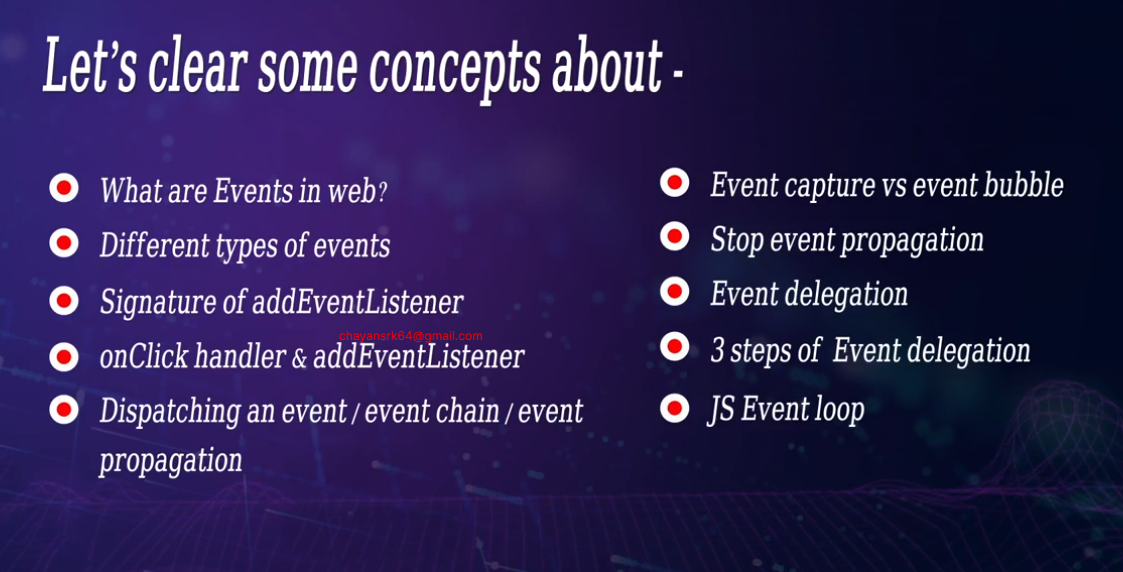 Let's clear some concepts about -
What are Events in web?
Different types of events
Signature of addEventListener
chayansrk64@gmail.com
onClick handler & addEventListener
Dispatching an event / event chain / event
propagation
Event capture vs event bubble
Stop event propagation
Event delegation
3 steps of Event delegation
JS Event loop